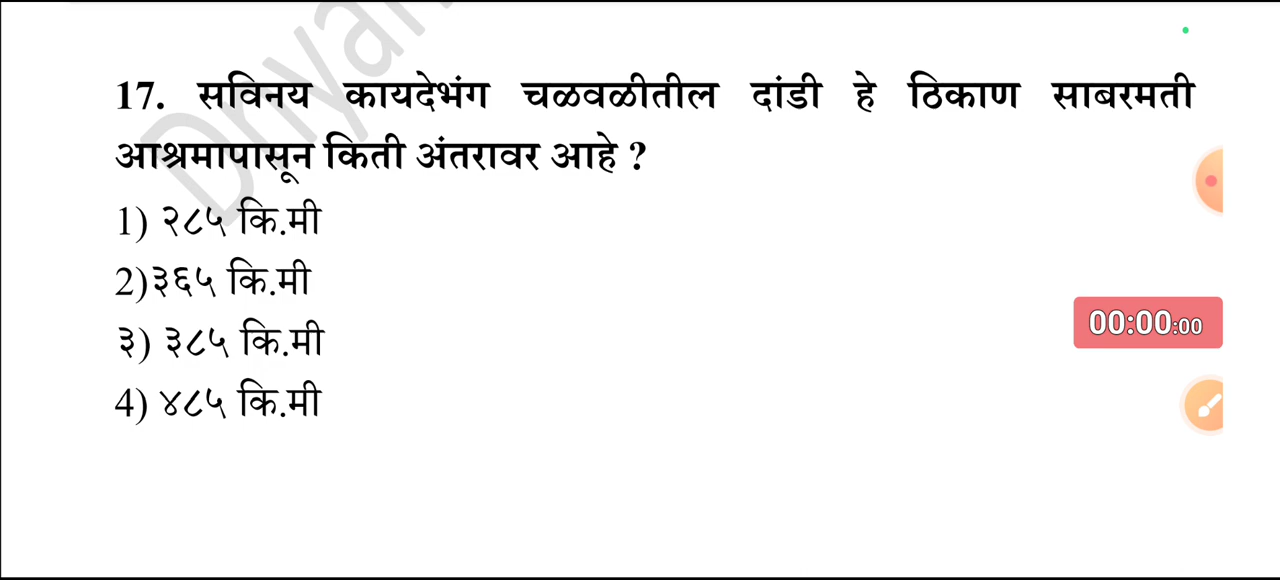 17. सविनय कायदेभंग चळवळीतील दांडी हे ठिकाण साबरमती
आश्रमापासून किती अंतरावर आहे ?
1) २८५ कि.मी
2)३६५ कि.मी
३) ३८५ कि.मी
4) ४८५ कि.मी
00:00:00